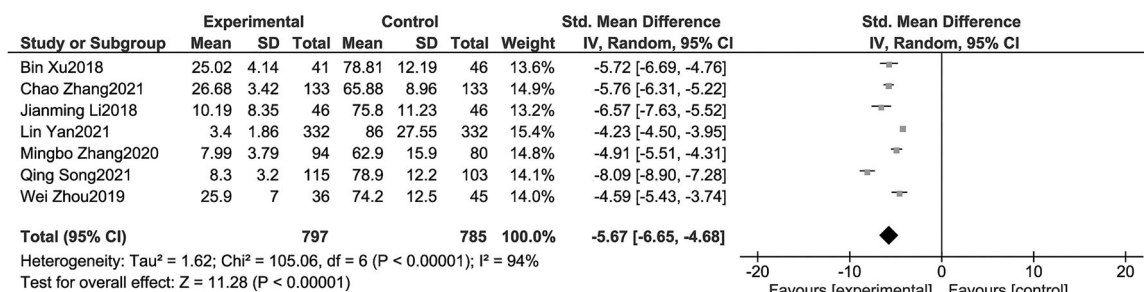 Experimental Control Std. Mean Difference Std. Mean Difference
Study or Subgroup Mean SD Total Mean SD Total Weight IV, Random, 95% CI IV, Random, 95% CI
Bin Xu2018 25.02 4.14 41 78.81 12.19 46 13.6% -5.72 [-6.69, -4.76]
Chao Zhang2021 26.68 3.42 133 65.88 8.96 133 14.9% -5.76 [-6.31, -5.22]
Jianming Li2018 10.19 8.35 46 75.8 11.23 46 13.2% -6.57 [-7.63, -5.52]
Lin Yan2021 3.4 1.86 332 86 27.55 332 15.4% -4.23 [-4.50, -3.95]
Mingbo Zhang2020 7.99 3.79 94 62.9 15.9 80 14.8% -4.91 [-5.51, -4.31]
Qing Song2021 8.3 3.2 115 78.9 12.2 103 14.1% -8.09 [-8.90, -7.28]
Wei Zhou2019 25.9 7 36 74.2 12.5 45 14.0% -4.59 [-5.43, -3.74]
Total (95% CI) 797 785 100.0% -5.67 [-6.65, -4.68]
Heterogeneity: Tau² = 1.62; Chi² = 105.06, df = 6 (P < 0.00001); I² = 94%
Test for overall effect: Z = 11.28 (P < 0.00001)
-20 -10 0 10 20
Favours [experimental] Favours [control]